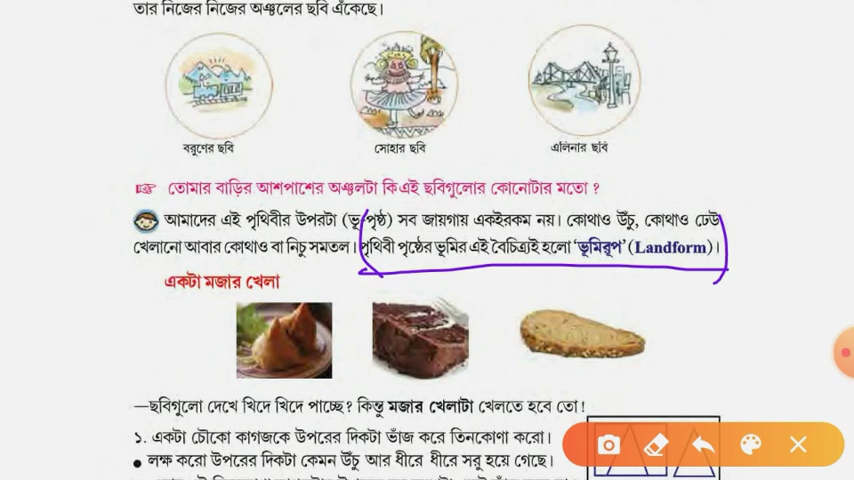 তার নিজের নিজের অঞ্চলের ছবি এঁকেছে।
বরুণের ছবি
সোহার ছবি
এলিনার ছবি
তোমার বাড়ির আশপাশের অঞ্চলটা কি এই ছবিগুলোর কোনোটার মতো ?
আমাদের এই পৃথিবীর উপরটা (ভূ-পৃষ্ঠ) সব জায়গায় একইরকম নয়। কোথাও উঁচু, কোথাও ঢেউ
খেলানো আবার কোথাও বা নিচু সমতল। পৃথিবী পৃষ্ঠের ভূমির এই বৈচিত্র্যই হলো ‘ভূমিরূপ’ (Landform)।
একটা মজার খেলা
—ছবিগুলো দেখে খিদে খিদে পাচ্ছে? কিন্তু মজার খেলাটা খেলতে হবে তো!
১. একটা চৌকো কাগজকে উপরের দিকটা ভাঁজ করে তিনকোণা করো।
● লক্ষ করো উপরের দিকটা কেমন উঁচু আর ধীরে ধীরে সরু হয়ে গেছে।